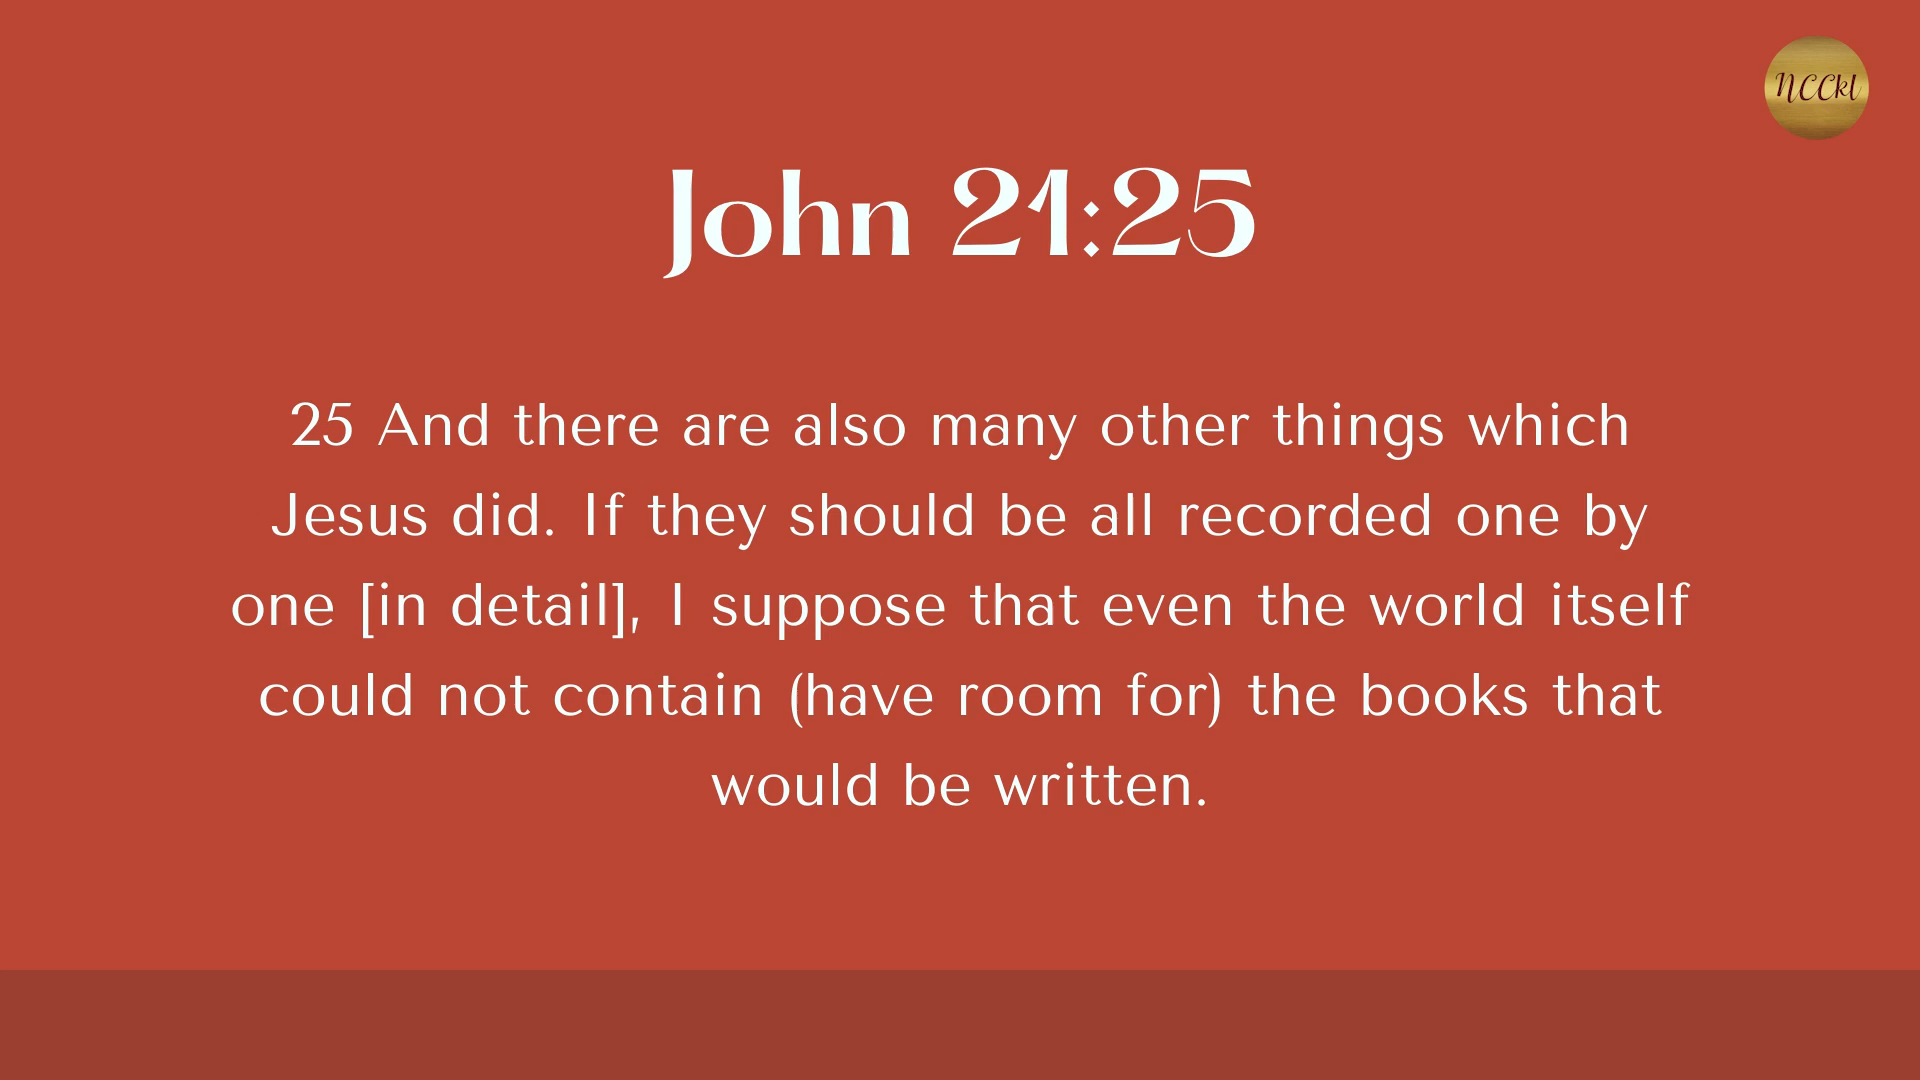 NCCkl
John 21:25
25 And there are also many other things which
Jesus did. If they should be all recorded one by
one [in detail], I suppose that even the world itself
could not contain (have room for) the books that
would be written.